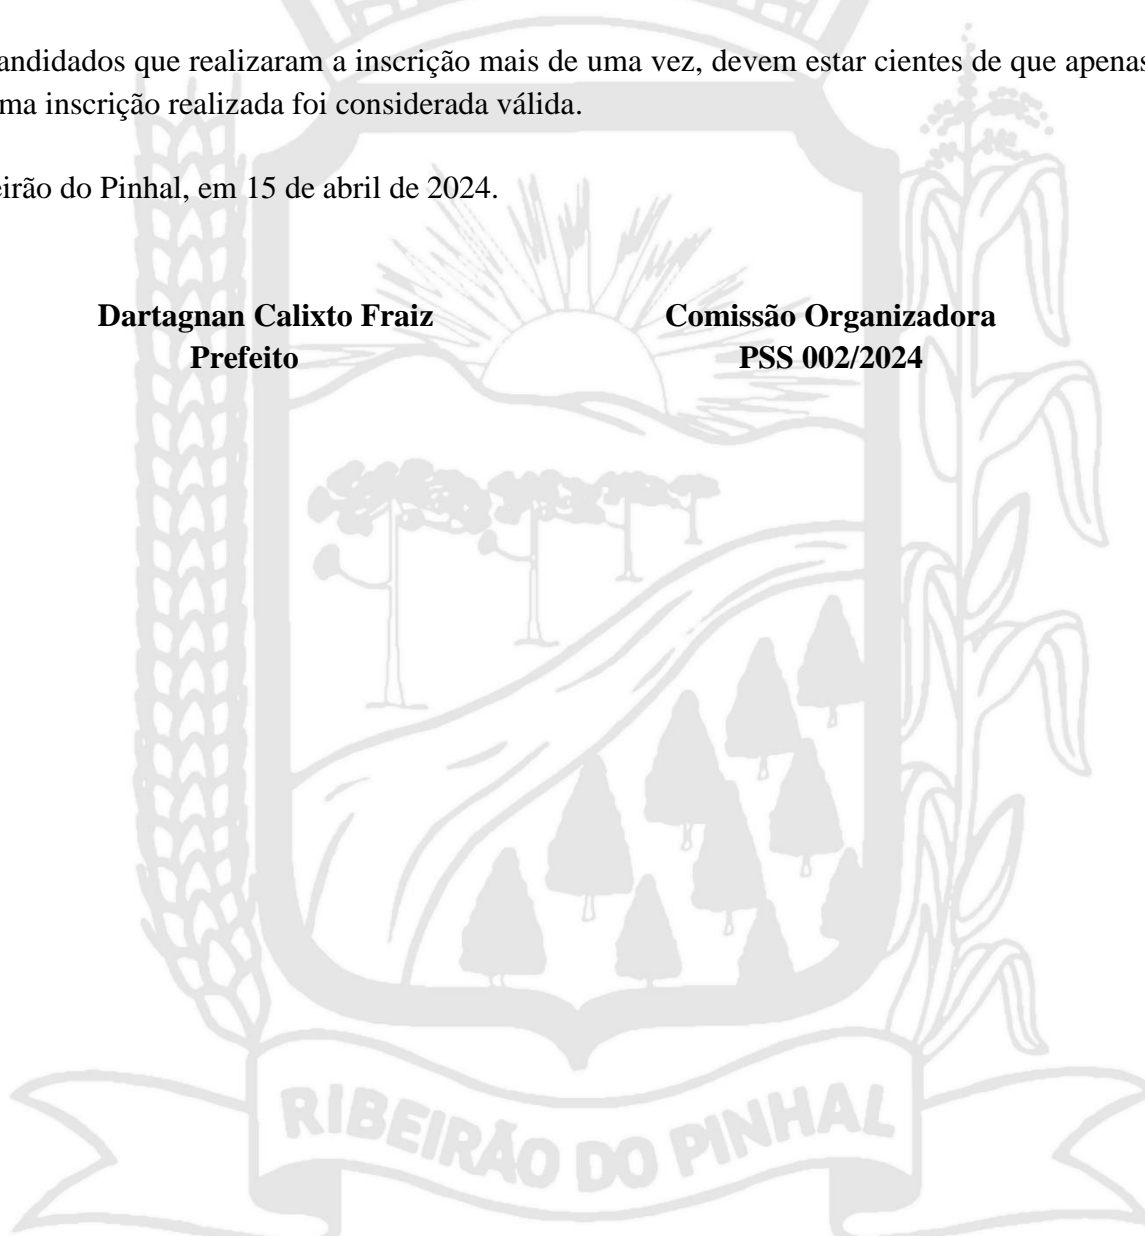 andidados que realizaram a inscrição mais de uma vez, devem estar cientes de que apenas
ma inscrição realizada foi considerada válida.
eirão do Pinhal, em 15 de abril de 2024.
Dartagnan Calixto Fraiz Comissão Organizadora
Prefeito PSS 002/2024
RIBEIRÃO DO PINHAL